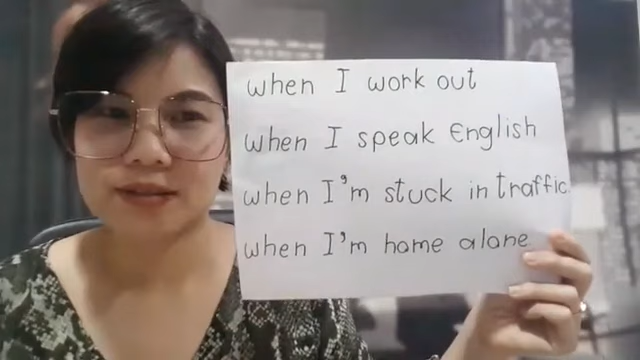 when I work out
when I speak English
when I'm stuck in traffic
when I'm home alone